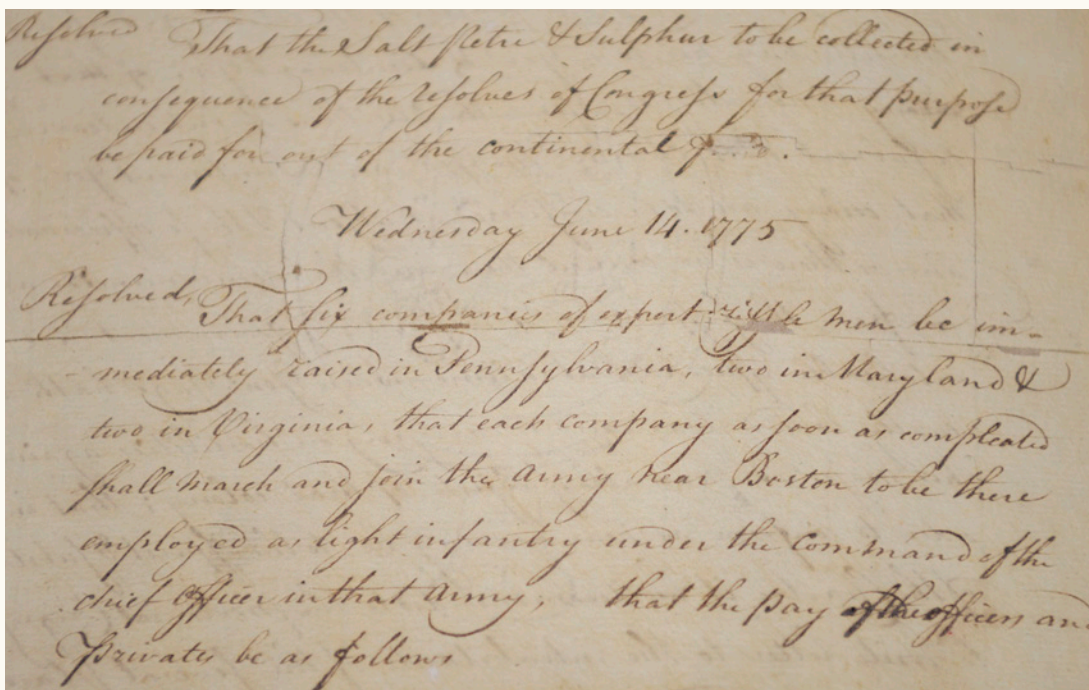 Resolved That the Salt petre & Sulphur to be collected in
consequence of the resolves of Congress for that purpose
be paid for out of the continental
Wednesday June 14. 1775
Resolved, That six companies of expert rifle men be im-
-mediately raised in Pennsylvania, two in Maryland &
two in Virginia, that each company as soon as compleated
shall march and join the army near Boston to be there
employed as light infantry under the command of the
chief Officer in that army, that the pay of the officers and
privates be as follows